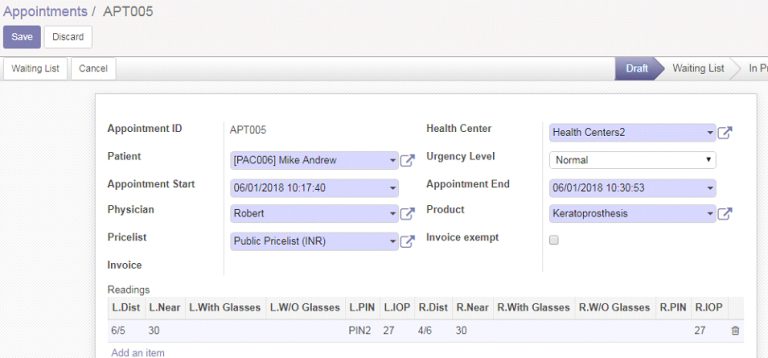 Appointments / APT005
Save Discard
Waiting List Cancel Draft Waiting List In P
Appointment ID APT005 Health Center Health Centers2
Patient [PAC006] Mike Andrew Urgency Level Normal
Appointment Start 06/01/2018 10:17:40 Appointment End 06/01/2018 10:30:53
Physician Robert Product Keratoprosthesis
Pricelist Public Pricelist (INR) Invoice exempt
Invoice
Readings
L.Dist L.Near L.With Glasses L.W/O Glasses L.PIN L.IOP R.Dist R.Near R.With Glasses R.W/O Glasses R.PIN R.IOP
6/5 30 PIN2 27 4/6 30 27
Add an item